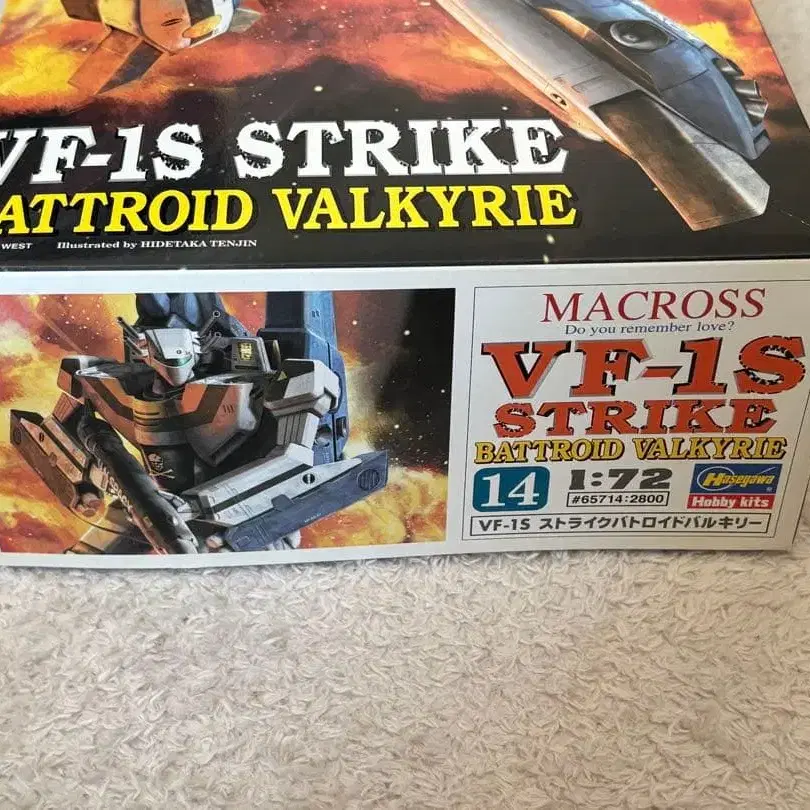 VF-1S STRIKE
BATTROID VALKYRIE
WEST Illustrated by HIDETAKA TENJIN
MACROSS
Do you remember love?
VF-1S
STRIKE
BATTROID VALKYRIE
14 1:72
#65714:2800
Hasegawa
Hobby kits
VF-1S ストライクバトロイドバルキリー